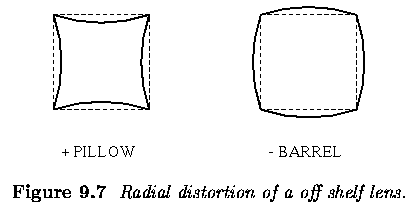 + PILLOW
- BARREL
Figure 9.7 Radial distortion of a off shelf lens.